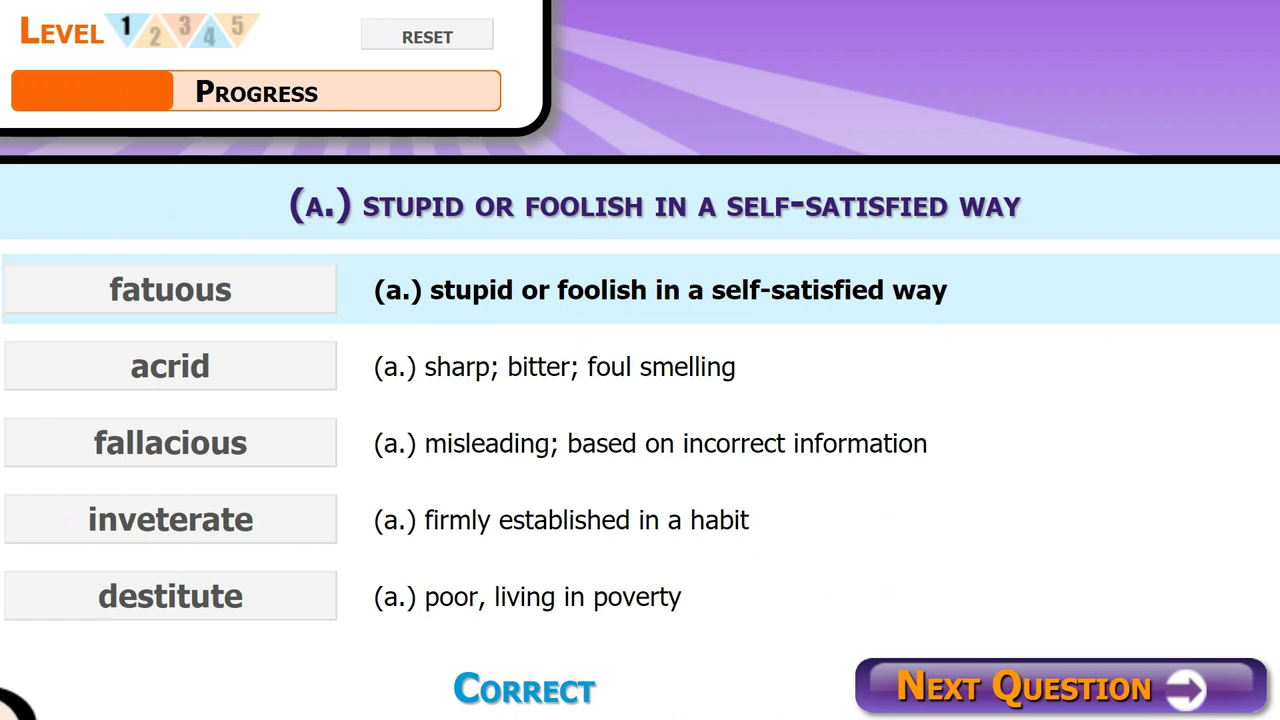 LEVEL 1 2 3 4 5
RESET
PROGRESS
(A.) STUPID OR FOOLISH IN A SELF-SATISFIED WAY
fatuous (a.) stupid or foolish in a self-satisfied way
acrid (a.) sharp; bitter; foul smelling
fallacious (a.) misleading; based on incorrect information
inveterate (a.) firmly established in a habit
destitute (a.) poor, living in poverty
CORRECT
NEXT QUESTION